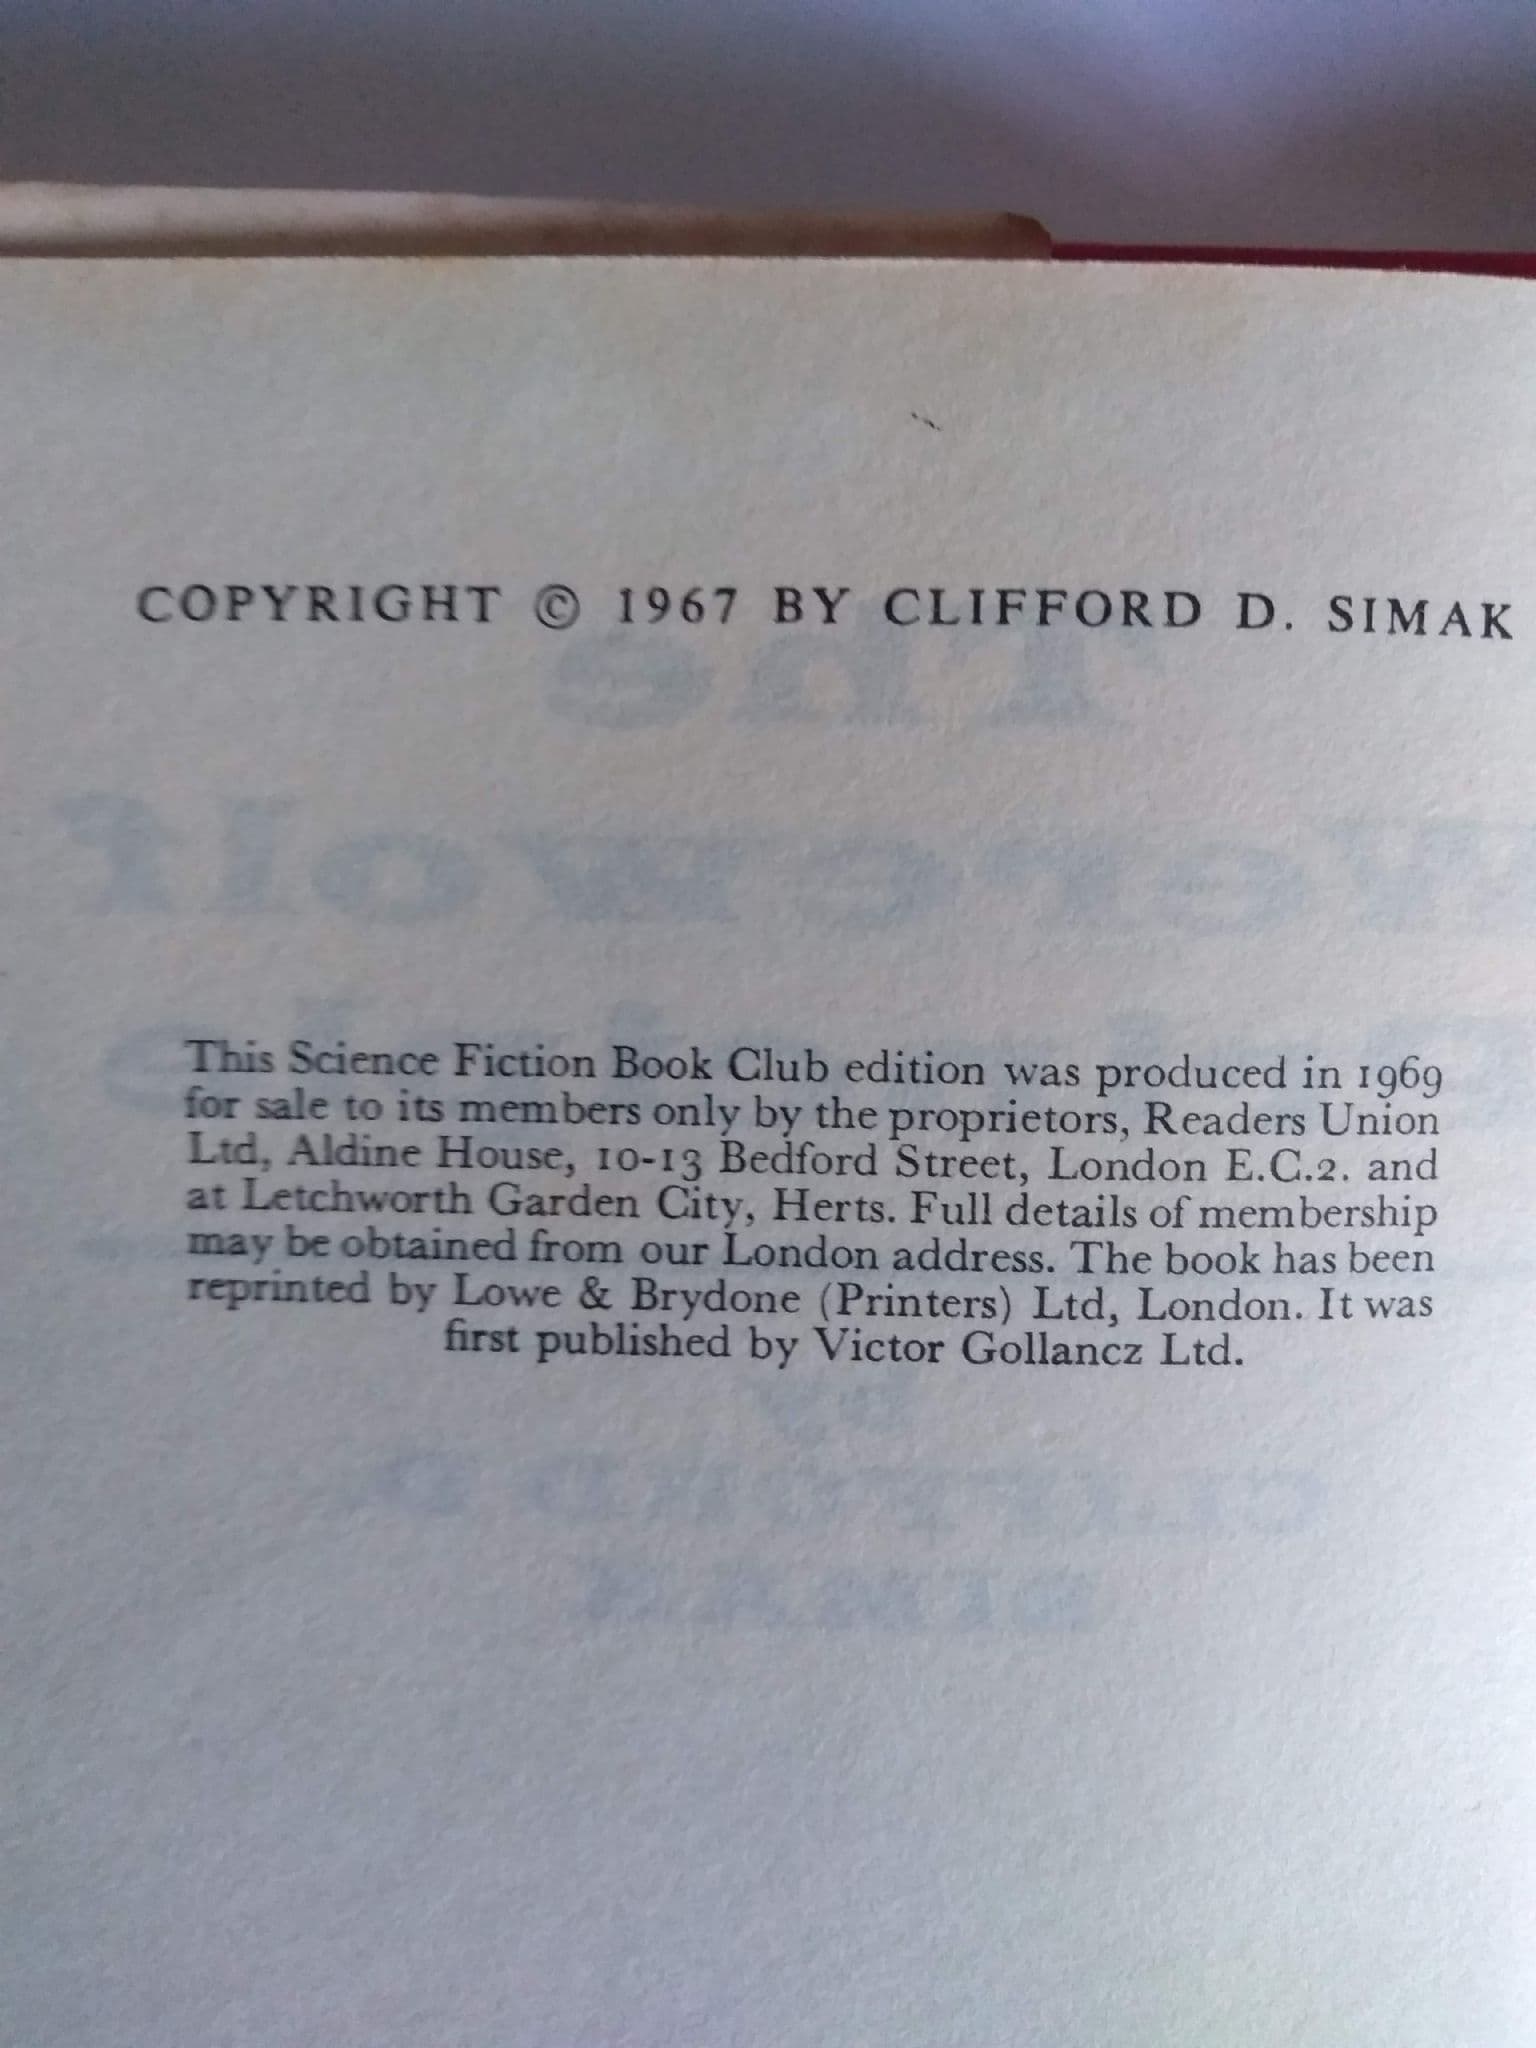 COPYRIGHT © 1967 BY CLIFFORD D. SIMAK
This Science Fiction Book Club edition was produced in 1969
for sale to its members only by the proprietors, Readers Union
Ltd, Aldine House, 10-13 Bedford Street, London E.C.2. and
at Letchworth Garden City, Herts. Full details of membership
may be obtained from our London address. The book has been
reprinted by Lowe & Brydone (Printers) Ltd, London. It was
first published by Victor Gollancz Ltd.